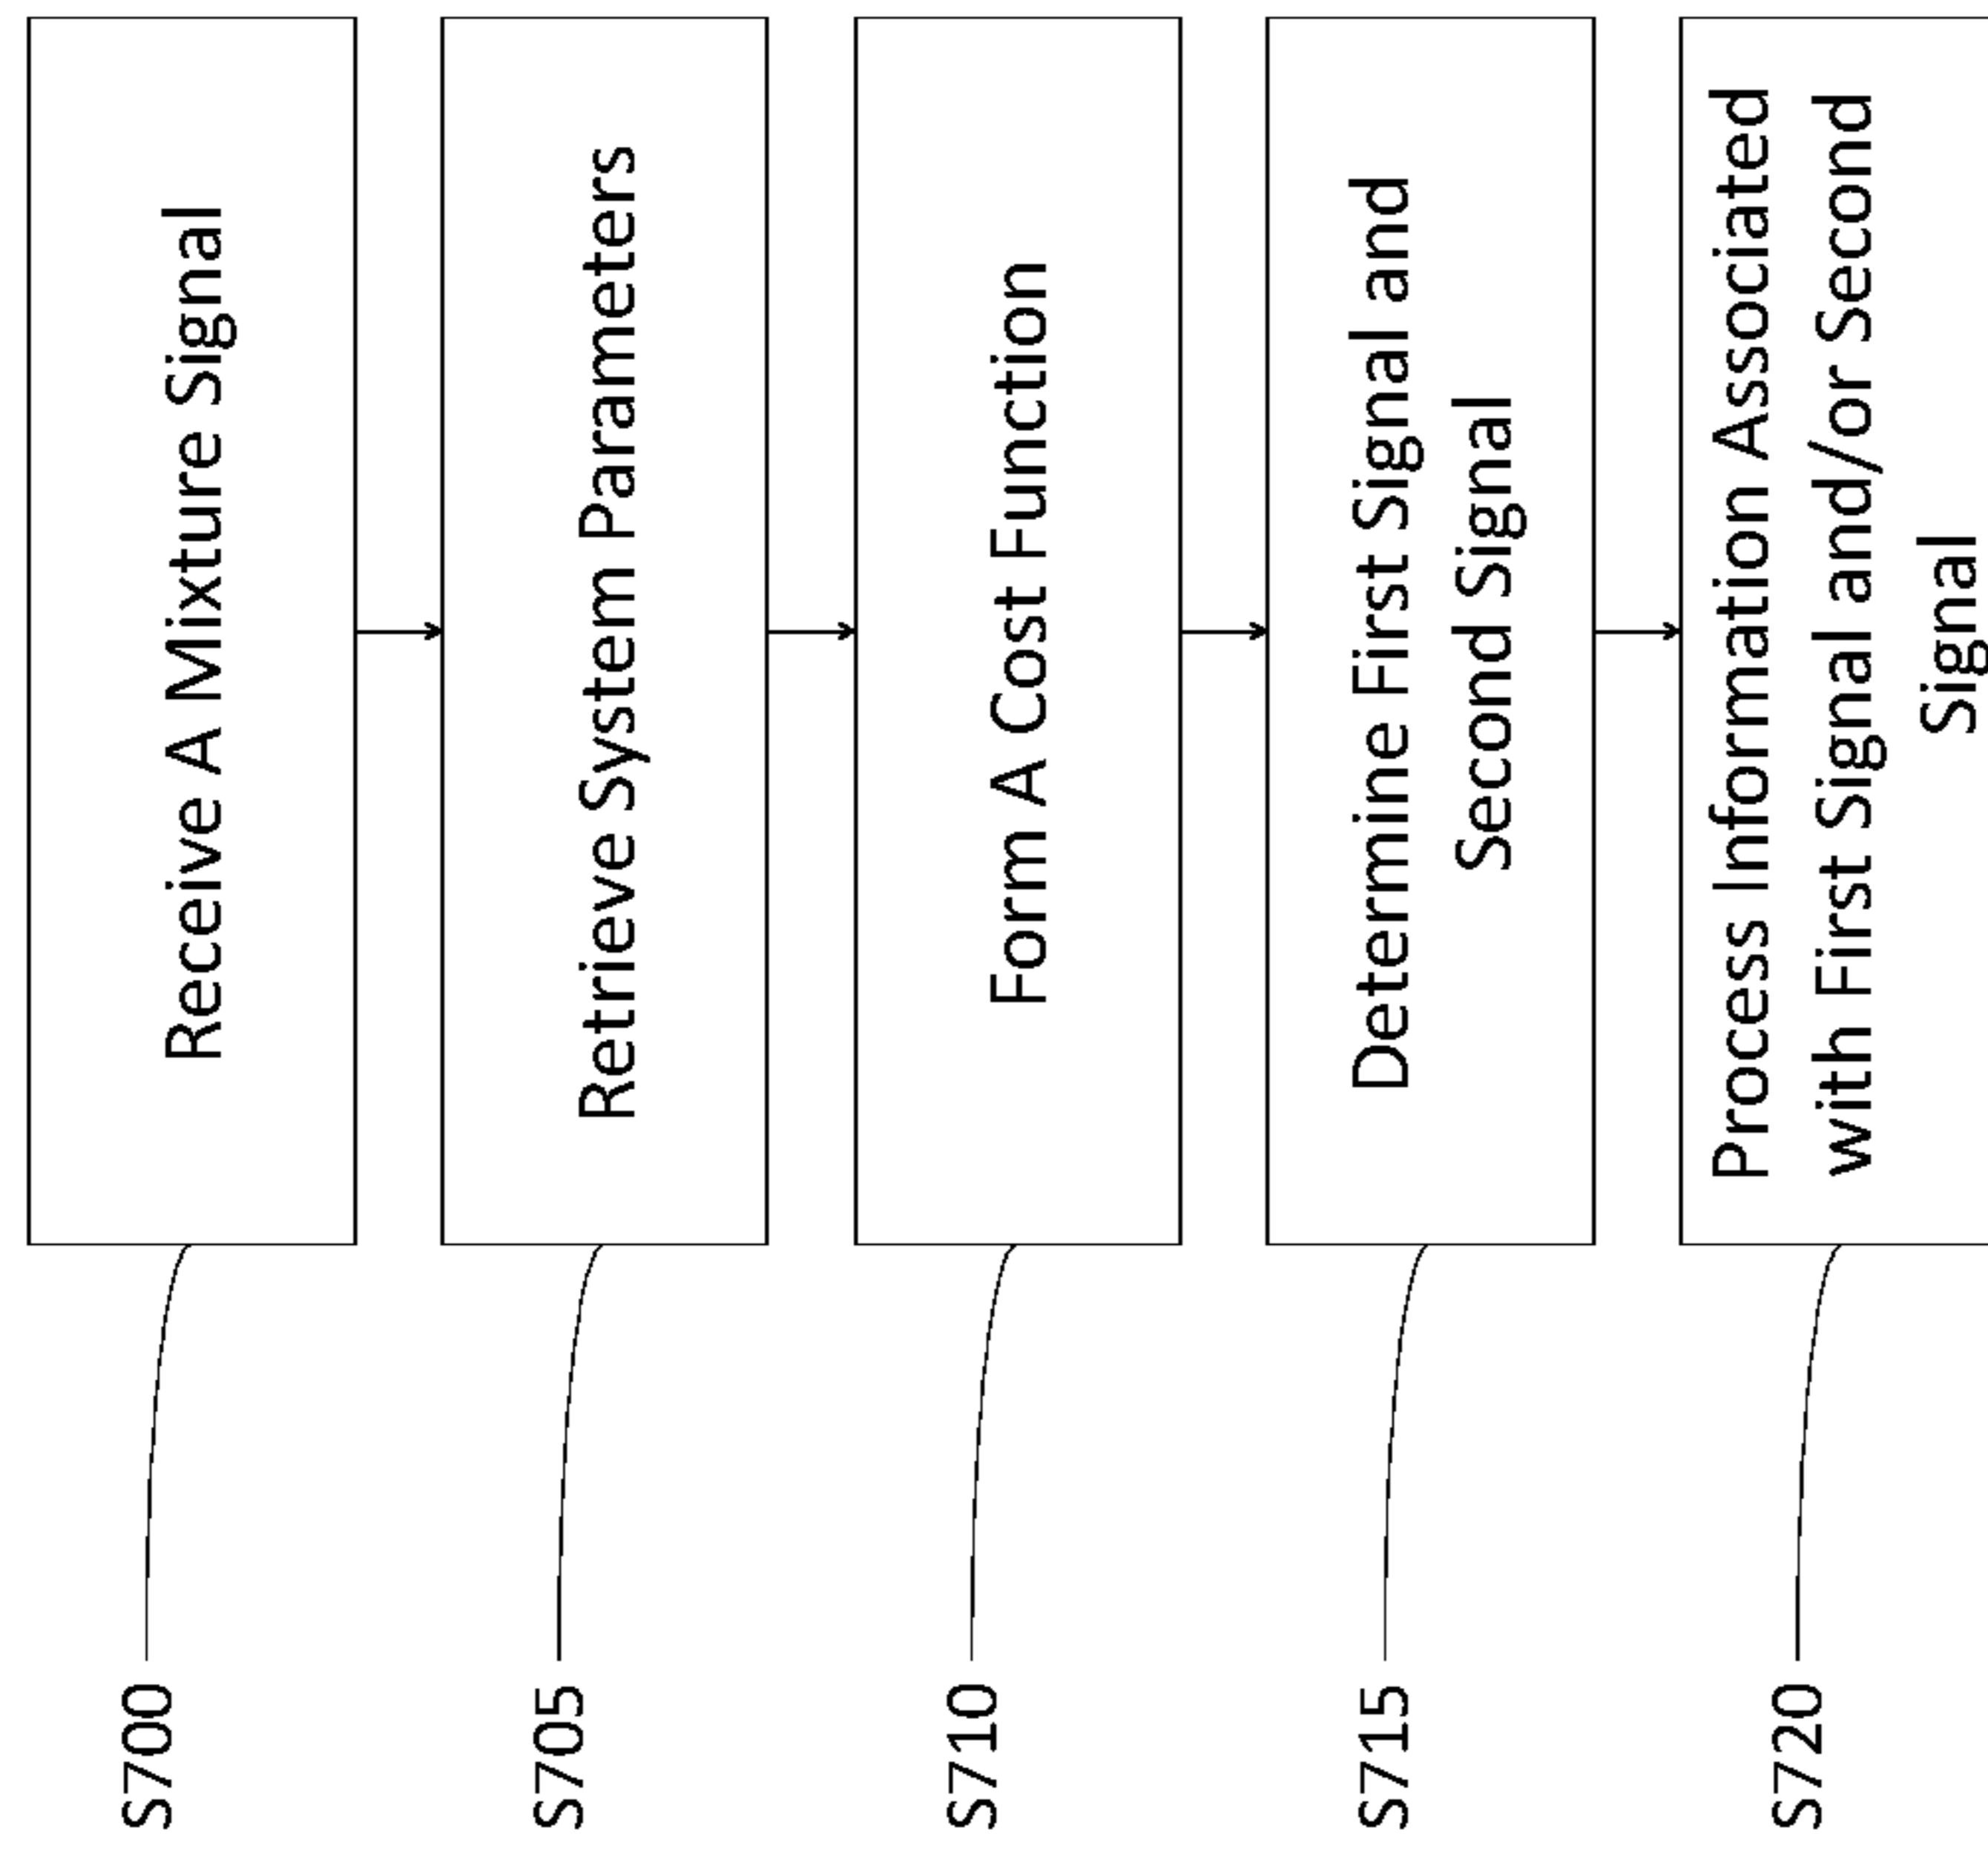 S700
Receive A Mixture Signal
S705
Retrieve System Parameters
S710
Form A Cost Function
S715
Determine First Signal and
Second Signal
S720
Process Information Associated
with First Signal and/or Second
Signal